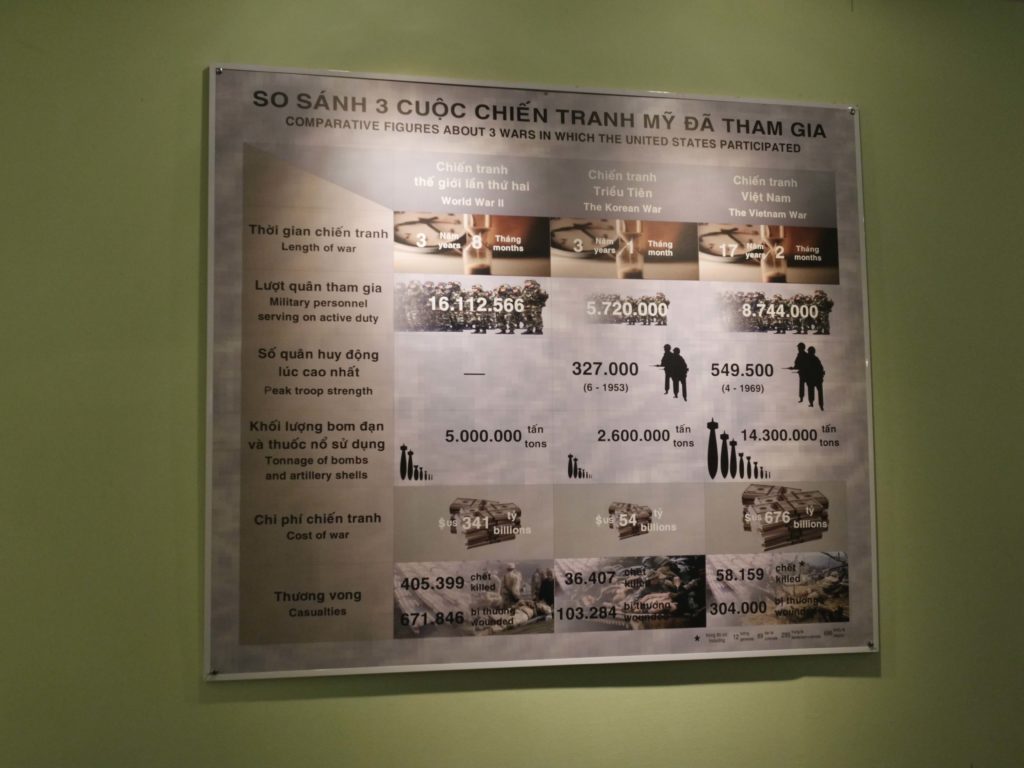 SO SÁNH 3 CUỘC CHIẾN TRANH MỸ ĐÃ THAM GIA
COMPARATIVE FIGURES ABOUT 3 WARS IN WHICH THE UNITED STATES PARTICIPATED
Chiến tranh
thế giới lần thứ hai
World War II
Chiến tranh
Triều Tiên
The Korean War
Chiến tranh
Việt Nam
The Vietnam War
Thời gian chiến tranh
Length of war
3 Năm years 8 Tháng months
3 Năm years 1 Tháng month
17 Năm years 2 Tháng months
Lượt quân tham gia
Military personnel
serving on active duty
16.112.566
5.720.000
8.744.000
Số quân huy động
lúc cao nhất
Peak troop strength
—
327.000
(6 - 1953)
549.500
(4 - 1969)
Khối lượng bom đạn
và thuốc nổ sử dụng
Tonnage of bombs
and artillery shells
5.000.000 tấn tons
2.600.000 tấn tons
14.300.000 tấn tons
Chi phí chiến tranh
Cost of war
$us 341 tỷ billions
$us 54 tỷ billions
$us 676 tỷ billions
Thương vong
Casualties
405.399 chết killed
671.846 bị thương wounded
36.407 chết killed
103.284 bị thương wounded
58.159 chết * killed
304.000 bị thương wounded
*